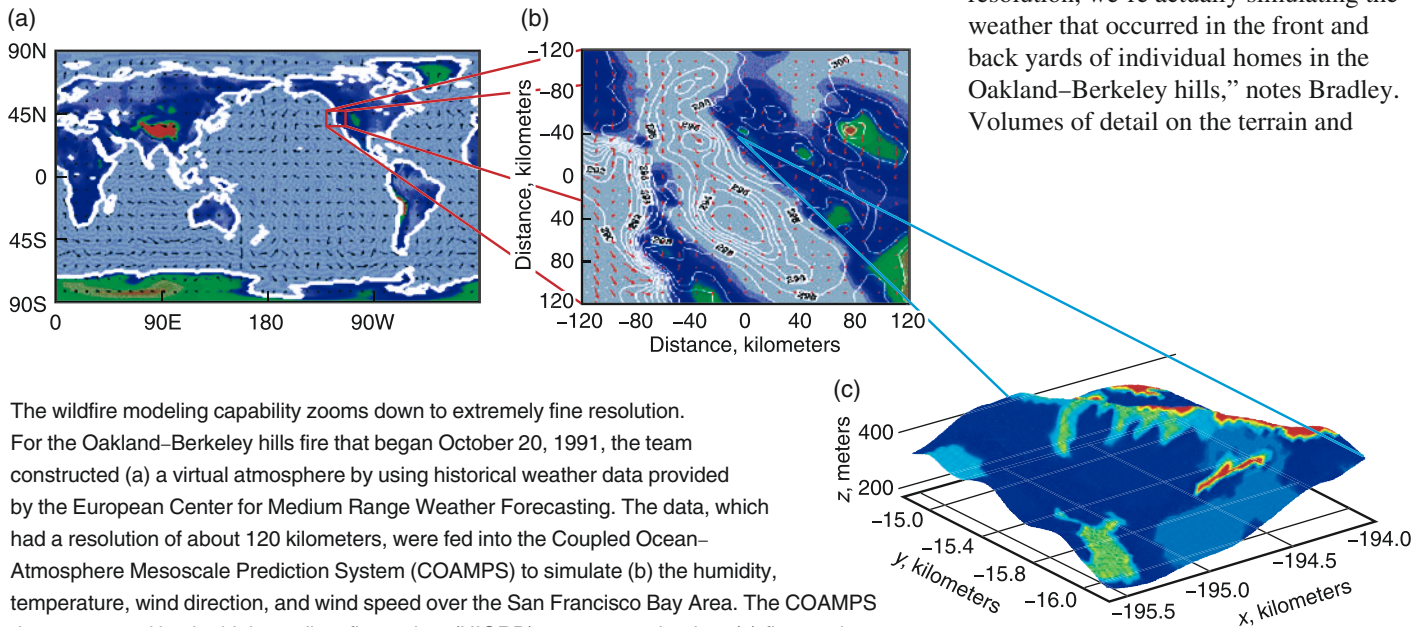 resolution, we're actually simulating the
weather that occurred in the front and
back yards of individual homes in the
Oakland–Berkeley hills," notes Bradley.
Volumes of detail on the terrain and
(a)
90N
45N
0
45S
90S
0 90E 180 90W
(b)
Distance, kilometers
−120
−80
−40
0
40
80
120
−120 −80 −40 0 40 80 120
Distance, kilometers
(c)
z, meters
400
200
−15.0
−15.4
−15.8
−16.0
y, kilometers
−195.5
−195.0
−194.5
−194.0
x, kilometers
The wildfire modeling capability zooms down to extremely fine resolution.
For the Oakland–Berkeley hills fire that began October 20, 1991, the team
constructed (a) a virtual atmosphere by using historical weather data provided
by the European Center for Medium Range Weather Forecasting. The data, which
had a resolution of about 120 kilometers, were fed into the Coupled Ocean–
Atmosphere Mesoscale Prediction System (COAMPS) to simulate (b) the humidity,
temperature, wind direction, and wind speed over the San Francisco Bay Area. The COAMPS